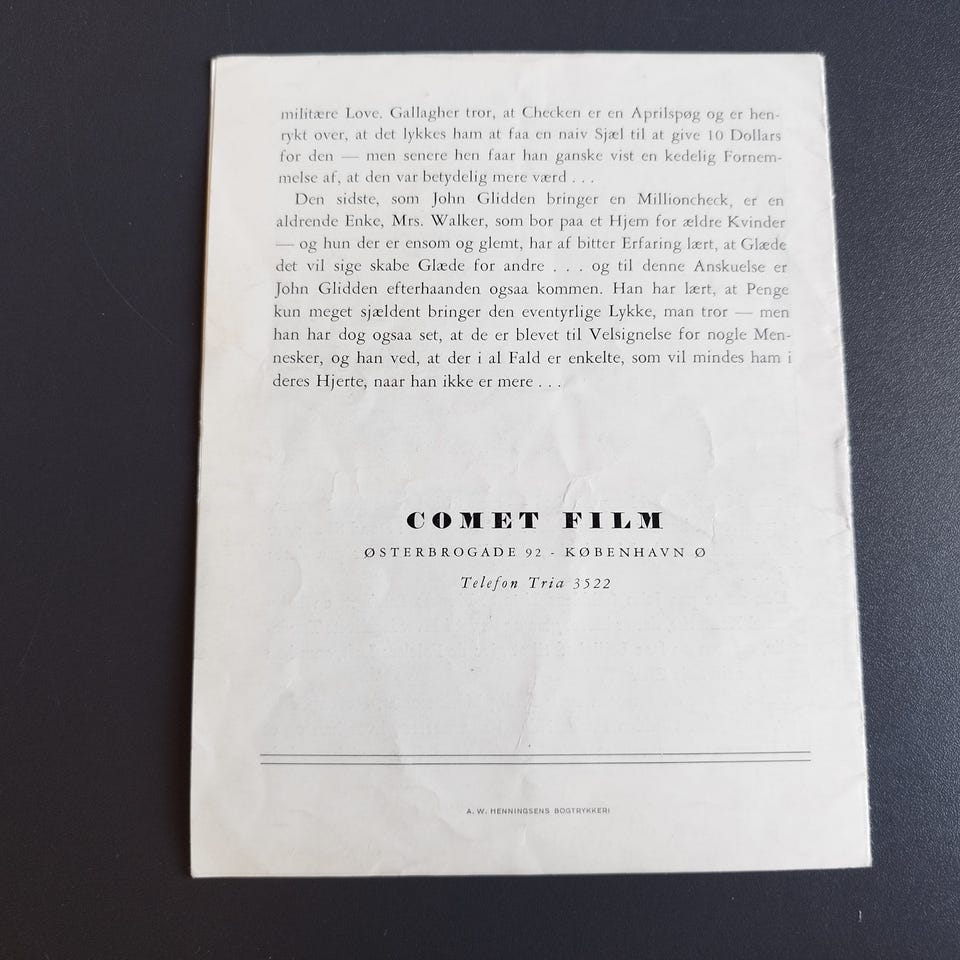 militære Love. Gallagher tror, at Checken er en Aprilspøg og er hen-
rykt over, at det lykkes ham at faa en naiv Sjæl til at give 10 Dollars
for den — men senere hen faar han ganske vist en kedelig Fornem-
melse af, at den var betydelig mere værd . . .
Den sidste, som John Glidden bringer en Millioncheck, er en
aldrende Enke, Mrs. Walker, som bor paa et Hjem for ældre Kvinder
— og hun der er ensom og glemt, har af bitter Erfaring lært, at Glæde
det vil sige skabe Glæde for andre . . . og til denne Anskuelse er
John Glidden efterhaanden ogsaa kommen. Han har lært, at Penge
kun meget sjældent bringer den eventyrlige Lykke, man tror — men
han har dog ogsaa set, at de er blevet til Velsignelse for nogle Men-
nesker, og han ved, at der i al Fald er enkelte, som vil mindes ham i
deres Hjerte, naar han ikke er mere . . .
COMET FILM
ØSTERBROGADE 92 - KØBENHAVN Ø
Telefon Tria 3522
A. W. HENNINGSENS BOGTRYKKERI